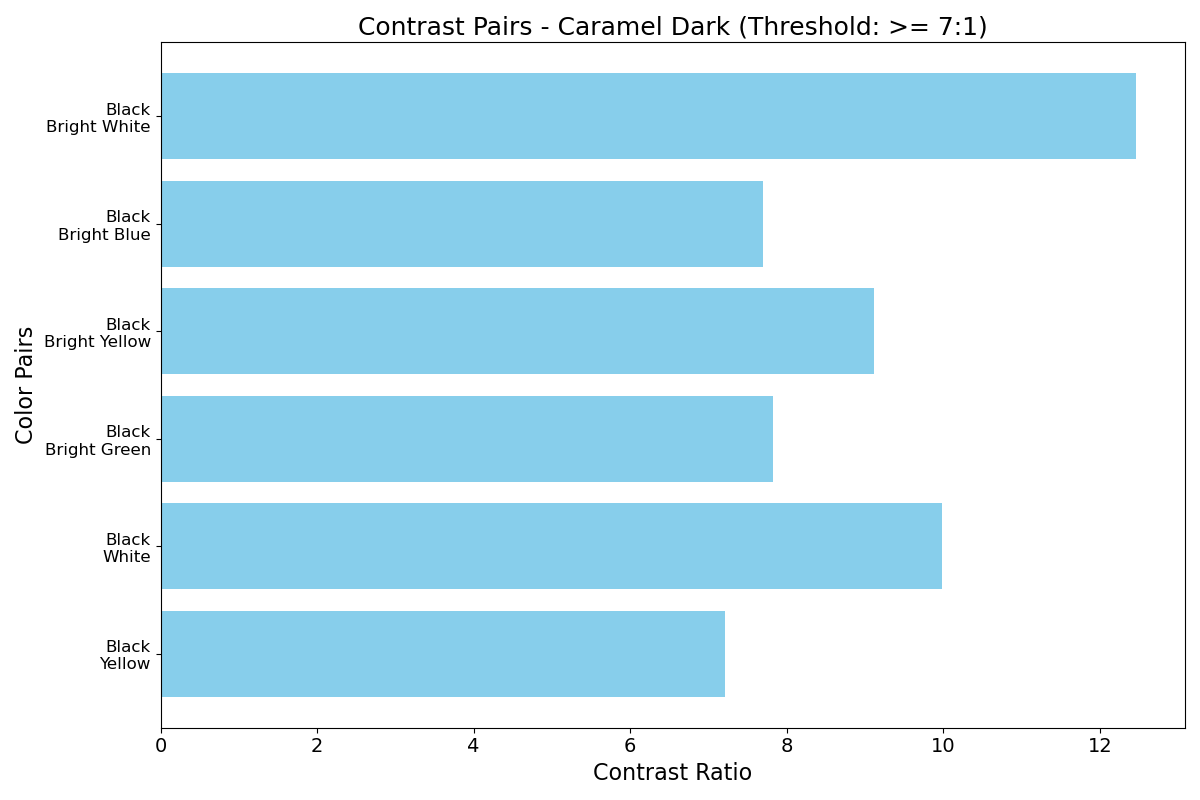 Contrast Pairs - Caramel Dark (Threshold: >= 7:1)
Color Pairs
Black
Bright White
Black
Bright Blue
Black
Bright Yellow
Black
Bright Green
Black
White
Black
Yellow
0 2 4 6 8 10 12
Contrast Ratio